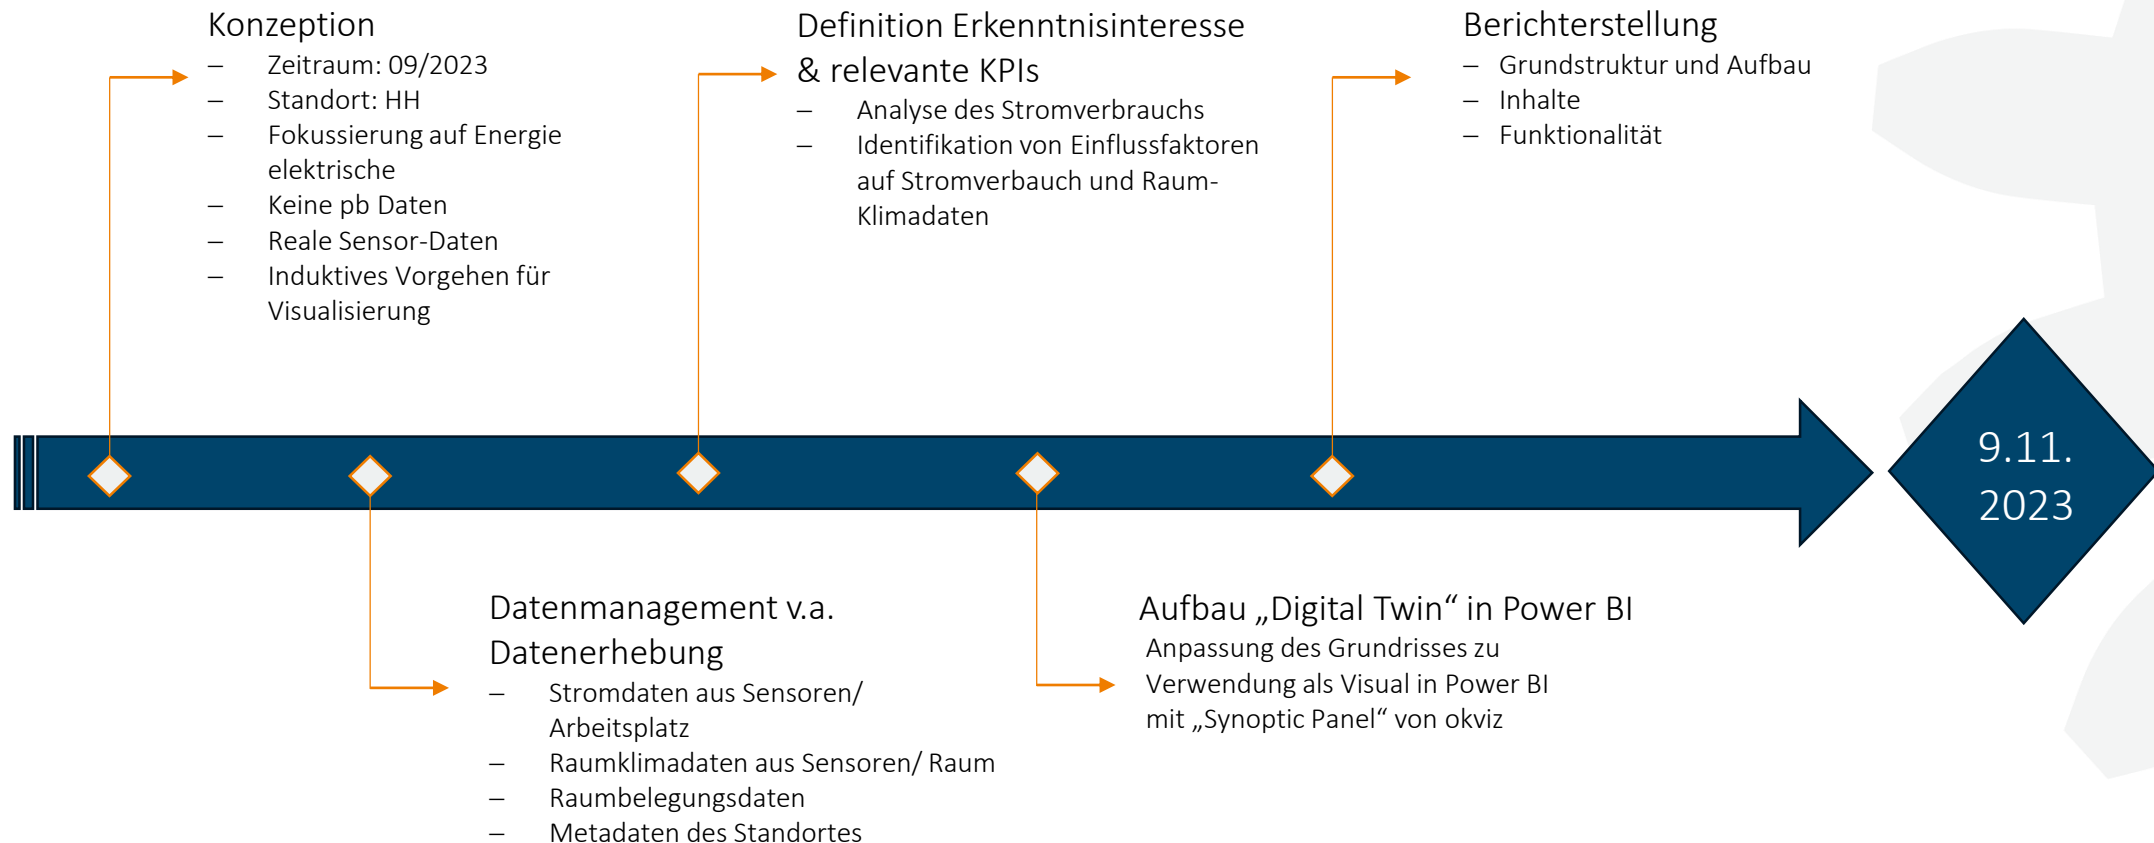 Konzeption
– Zeitraum: 09/2023
– Standort: HH
– Fokussierung auf Energie
elektrische
– Keine pb Daten
– Reale Sensor-Daten
– Induktives Vorgehen für
Visualisierung
Datenmanagement v.a.
Datenerhebung
– Stromdaten aus Sensoren/
Arbeitsplatz
– Raumklimadaten aus Sensoren/ Raum
– Raumbelegungsdaten
– Metadaten des Standortes
Definition Erkenntnisinteresse
& relevante KPIs
– Analyse des Stromverbrauchs
– Identifikation von Einflussfaktoren
auf Stromverbauch und Raum-
Klimadaten
Aufbau „Digital Twin“ in Power BI
Anpassung des Grundrisses zu
Verwendung als Visual in Power BI
mit „Synoptic Panel“ von okviz
Berichterstellung
– Grundstruktur und Aufbau
– Inhalte
– Funktionalität
9.11.
2023